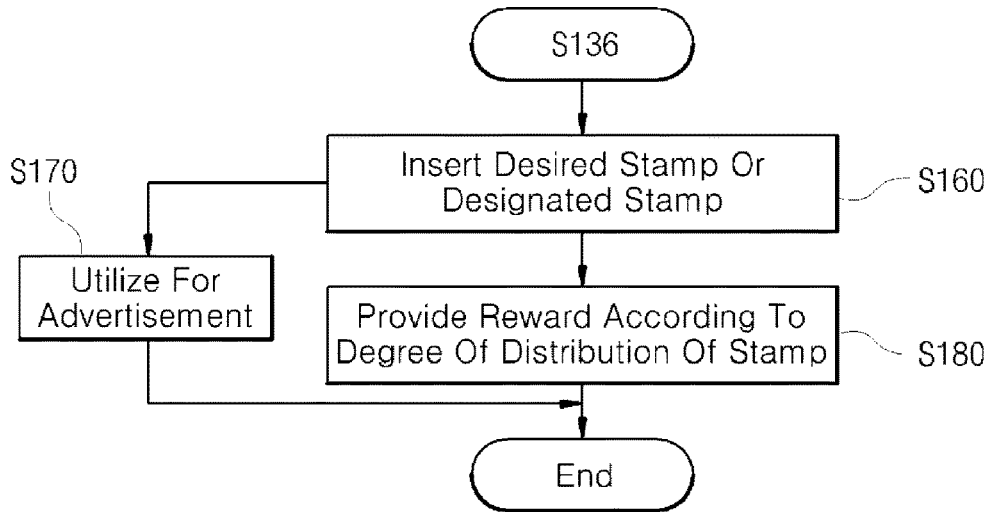 S136
Insert Desired Stamp Or
Designated Stamp
S160
S170
Utilize For
Advertisement
Provide Reward According To
Degree Of Distribution Of Stamp
S180
End